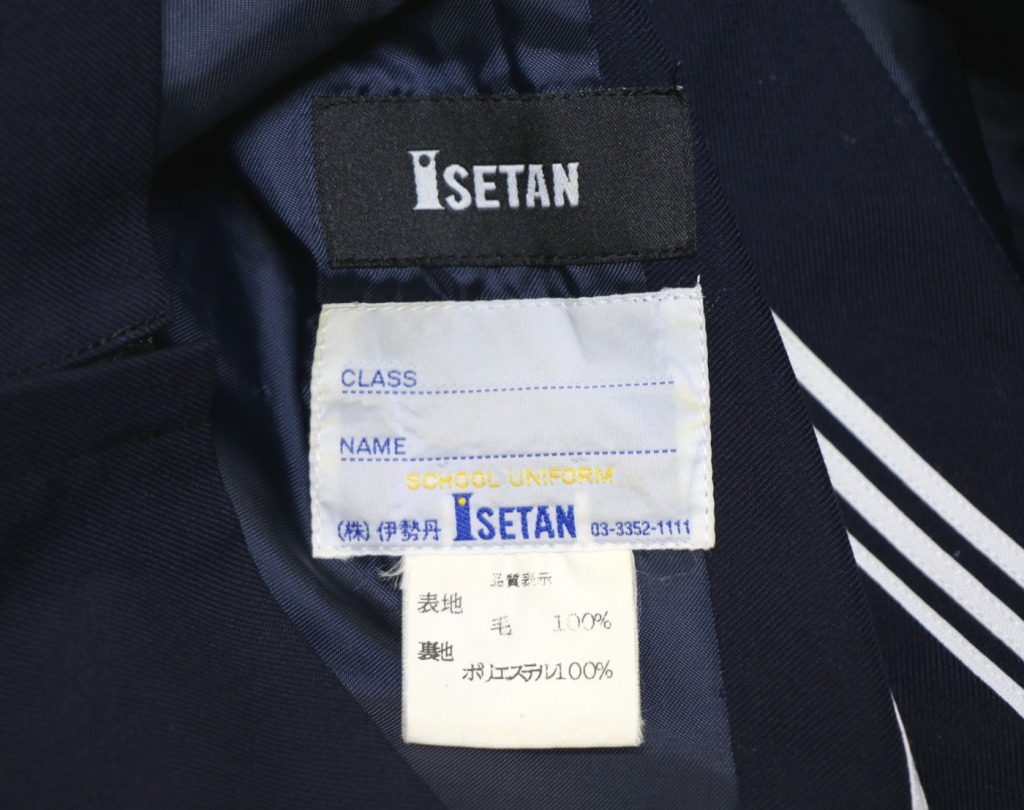 ISETAN
CLASS
NAME
SCHOOL UNIFORM
(株) 伊勢丹 ISETAN 03-3352-1111
品質表示
表地
毛 100%
裏地
ポリエステル100%